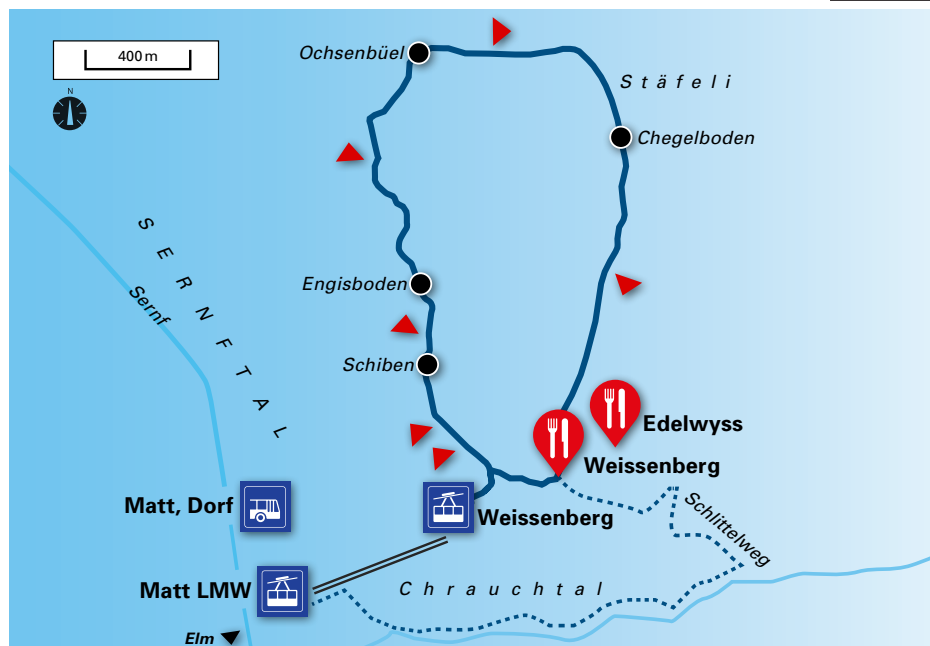 400 m
N
Ochsenbüel
Stäfeli
Chegelboden
SERNFTAL
Sernf
Engisboden
Schiben
Edelwyss
Weissenberg
Matt, Dorf
Weissenberg
Schlittelweg
Matt LMW
Chrauchtal
Elm